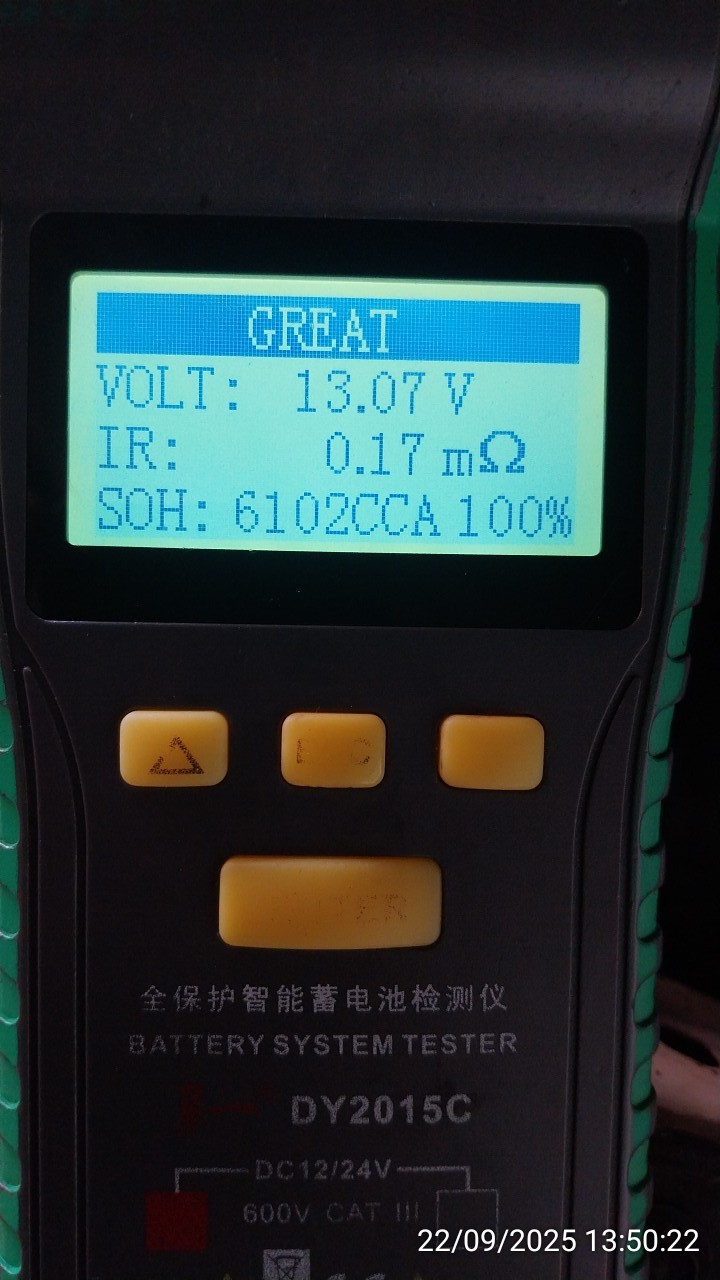 GREAT
VOLT: 13.07 V
IR: 0.17 mΩ
SOH: 6102CCA 100%
全保护智能蓄电池检测仪
BATTERY SYSTEM TESTER
DY2015C
DC12/24V
600V CAT III
22/09/2025 13:50:22